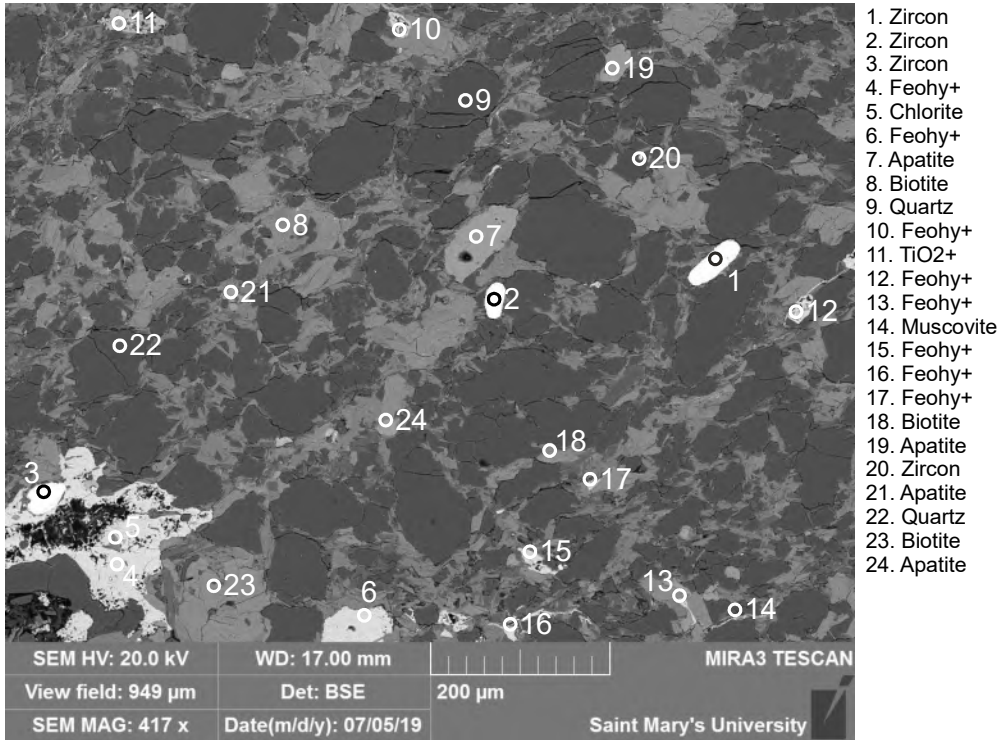 11
10
19
9
20
8
7
1
21
2
12
22
24
18
3
17
5
15
4
23
6
13
14
16
1. Zircon
2. Zircon
3. Zircon
4. Feohy+
5. Chlorite
6. Feohy+
7. Apatite
8. Biotite
9. Quartz
10. Feohy+
11. TiO2+
12. Feohy+
13. Feohy+
14. Muscovite
15. Feohy+
16. Feohy+
17. Feohy+
18. Biotite
19. Apatite
20. Zircon
21. Apatite
22. Quartz
23. Biotite
24. Apatite
SEM HV: 20.0 kV
WD: 17.00 mm
MIRA3 TESCAN
View field: 949 µm
Det: BSE
200 µm
SEM MAG: 417 x
Date(m/d/y): 07/05/19
Saint Mary's University